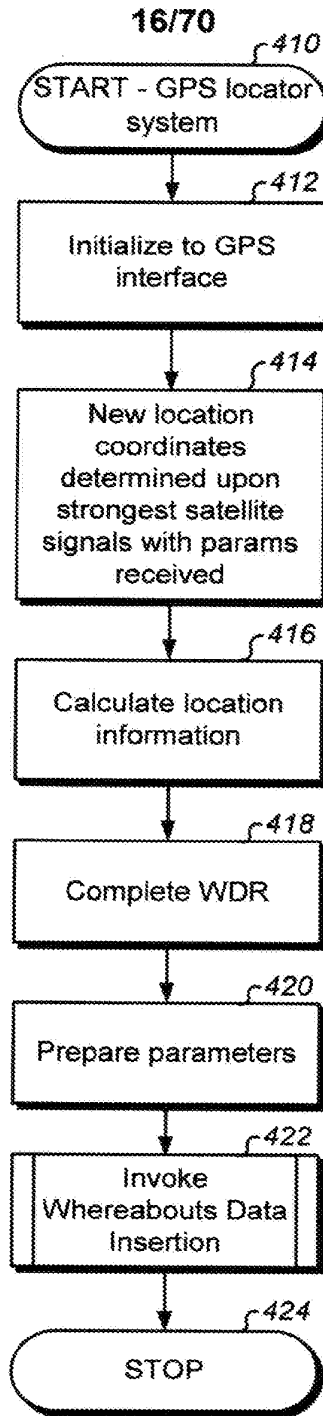 16/70
410
START - GPS locator
system
412
Initialize to GPS
interface
414
New location
coordinates
determined upon
strongest satellite
signals with params
received
416
Calculate location
information
418
Complete WDR
420
Prepare parameters
422
Invoke
Whereabouts Data
Insertion
424
STOP